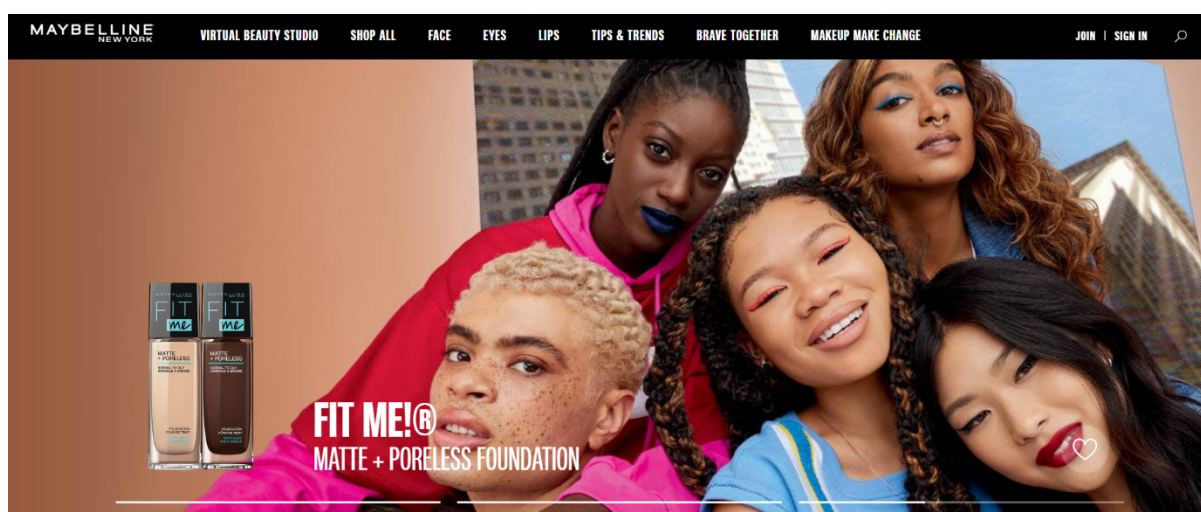 MAYBELLINE
NEW YORK
VIRTUAL BEAUTY STUDIO SHOP ALL FACE EYES LIPS TIPS & TRENDS BRAVE TOGETHER MAKEUP MAKE CHANGE JOIN | SIGN IN
FIT FIT
me me
MATTE MATTE
+ PORELESS + PORELESS
FIT ME!®
MATTE + PORELESS FOUNDATION